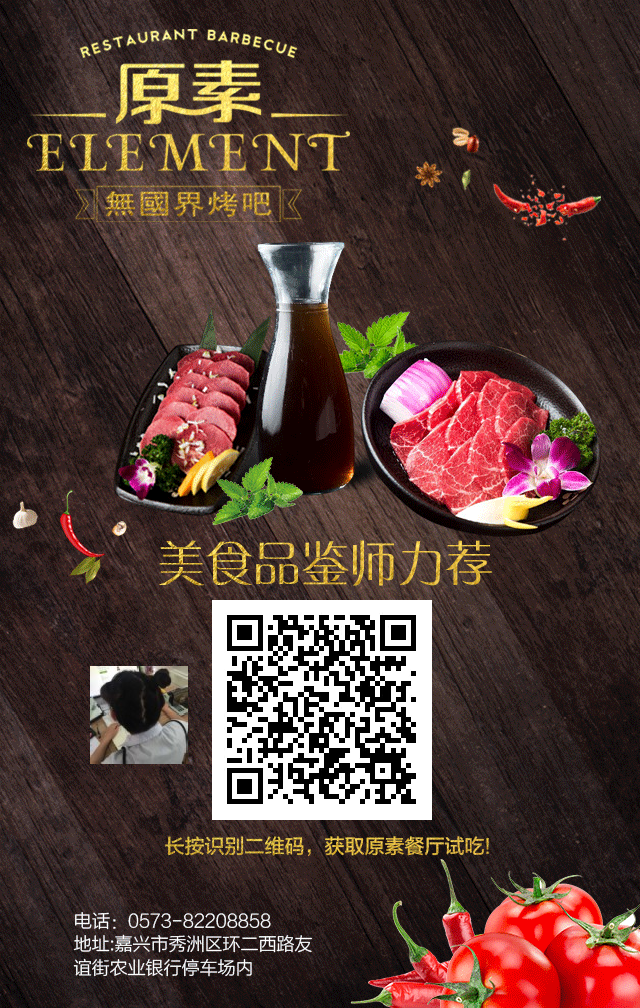 RESTAURANT BARBECUE
原素
ELEMENT
無國界烤吧
美食品鉴师力荐
长按识别二维码，获取原素餐厅试吃!
电话：0573-82208858
地址:嘉兴市秀洲区环二西路友
谊街农业银行停车场内